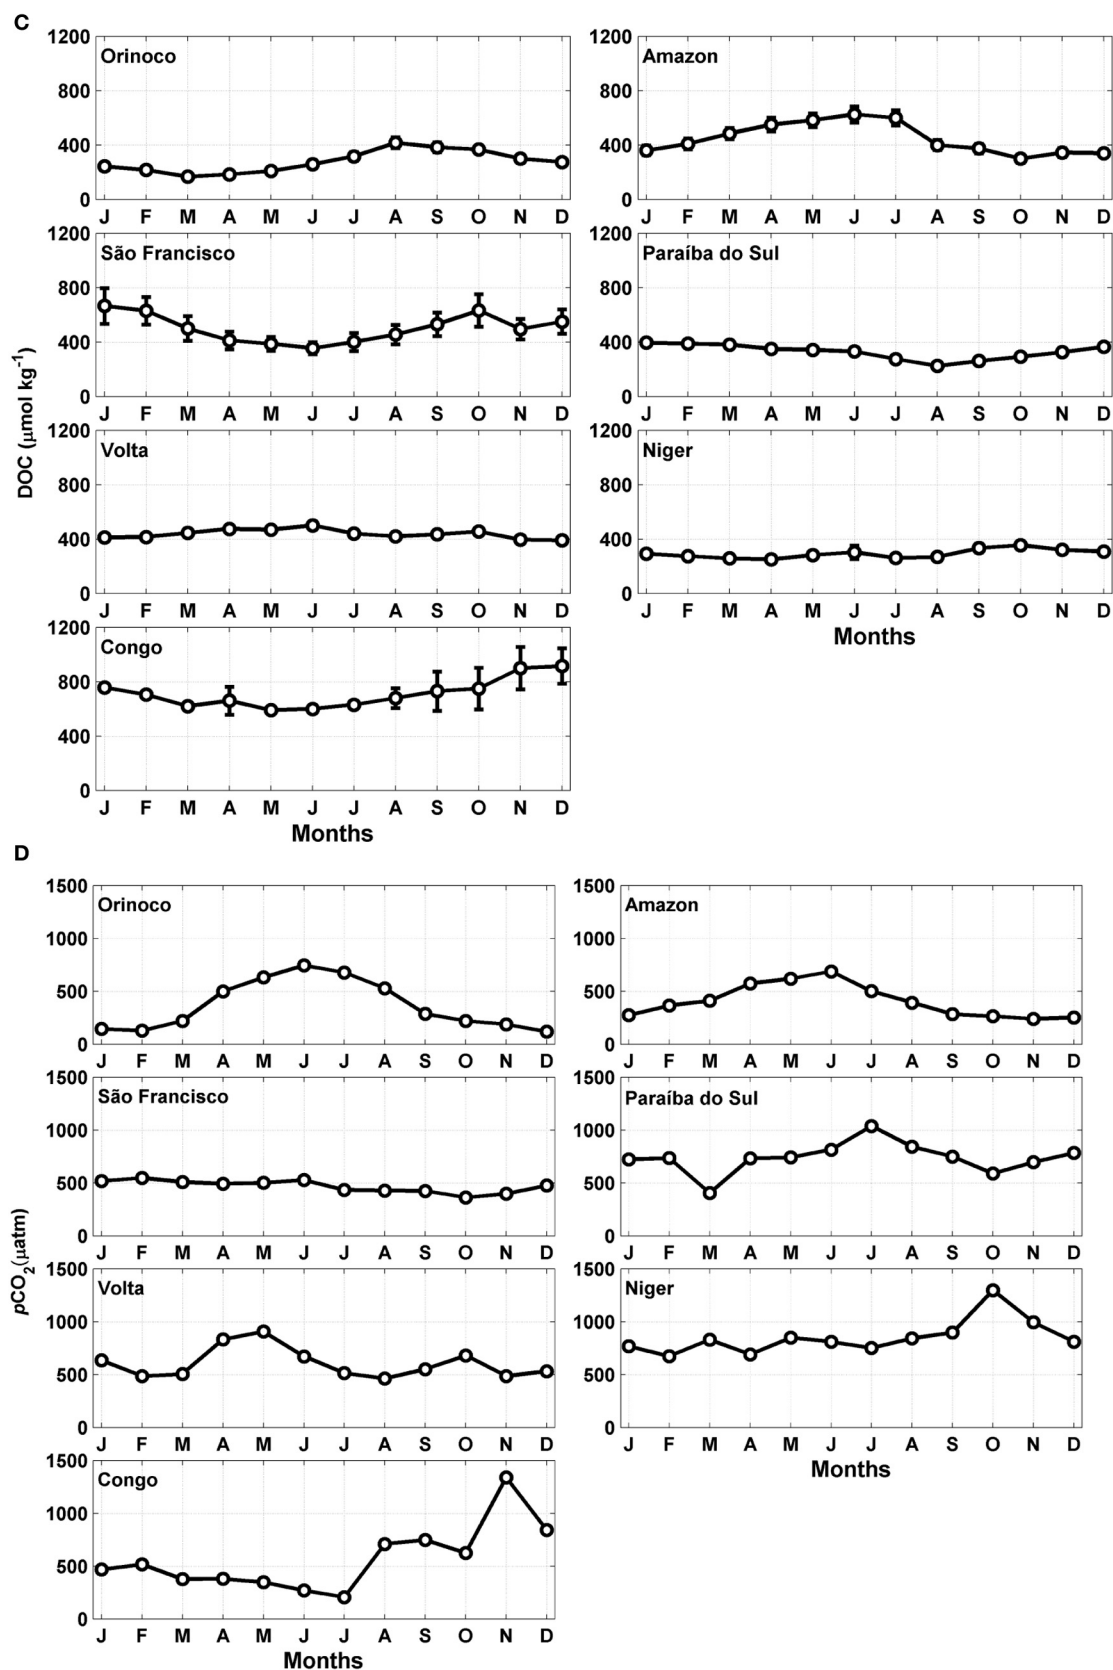 C
Orinoco
1200
800
400
0
J F M A M J J A S O N D
Amazon
1200
800
400
0
J F M A M J J A S O N D
São Francisco
1200
800
400
0
J F M A M J J A S O N D
Paraíba do Sul
1200
800
400
0
J F M A M J J A S O N D
DOC (μmol kg-1)
Volta
1200
800
400
0
J F M A M J J A S O N D
Niger
1200
800
400
0
J F M A M J J A S O N D
Months
Congo
1200
800
400
0
J F M A M J J A S O N D
Months
D
Orinoco
1500
1000
500
0
J F M A M J J A S O N D
Amazon
1500
1000
500
0
J F M A M J J A S O N D
São Francisco
1500
1000
500
0
J F M A M J J A S O N D
Paraíba do Sul
1500
1000
500
0
J F M A M J J A S O N D
pCO2(μatm)
Volta
1500
1000
500
0
J F M A M J J A S O N D
Niger
1500
1000
500
0
J F M A M J J A S O N D
Months
Congo
1500
1000
500
0
J F M A M J J A S O N D
Months